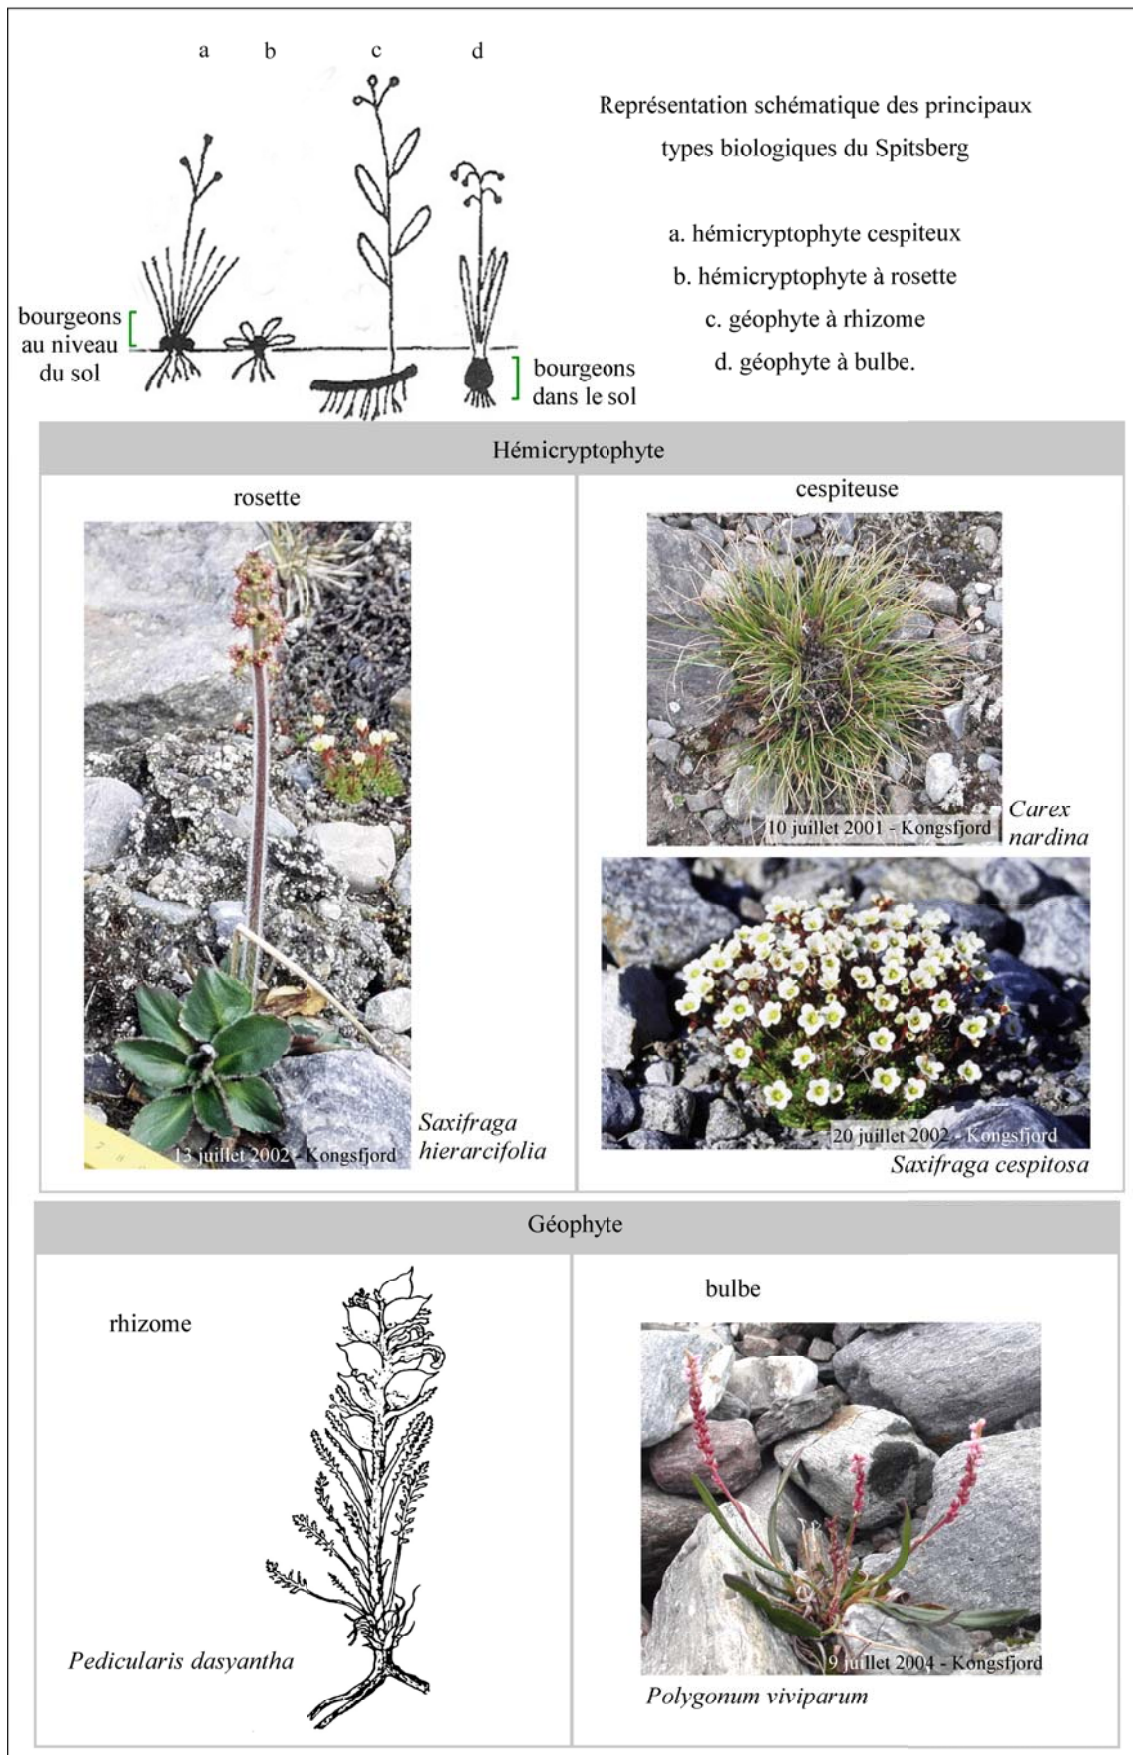 a b c d
Représentation schématique des principaux
types biologiques du Spitsberg
a. hémicryptophyte cespiteux
b. hémicryptophyte à rosette
c. géophyte à rhizome
d. géophyte à bulbe.
bourgeons
au niveau
du sol
bourgeons
dans le sol
Hémicryptophyte
rosette
13 juillet 2002 - Kongsfjord
Saxifraga
hierarcifolia
cespiteuse
10 juillet 2001 - Kongsfjord
Carex
nardina
20 juillet 2002 - Kongsfjord
Saxifraga cespitosa
Géophyte
rhizome
Pedicularis dasyantha
bulbe
9 juillet 2004 - Kongsfjord
Polygonum viviparum